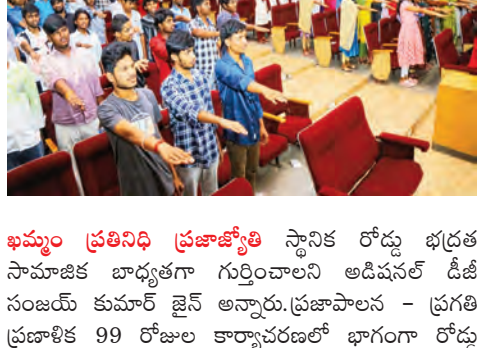 ఖమ్మం ప్రతినిధి ప్రజాజ్యోతి స్థానిక రోడ్డు భద్రత
సామాజిక బాధ్యతగా గుర్తించాలని అడిషనల్ డీజీ
సంజయ్ కుమార్ జైన్ అన్నారు.ప్రజాపాలన – ప్రగతి
ప్రణాళిక 99 రోజుల కార్యాచరణలో భాగంగా రోడ్డు